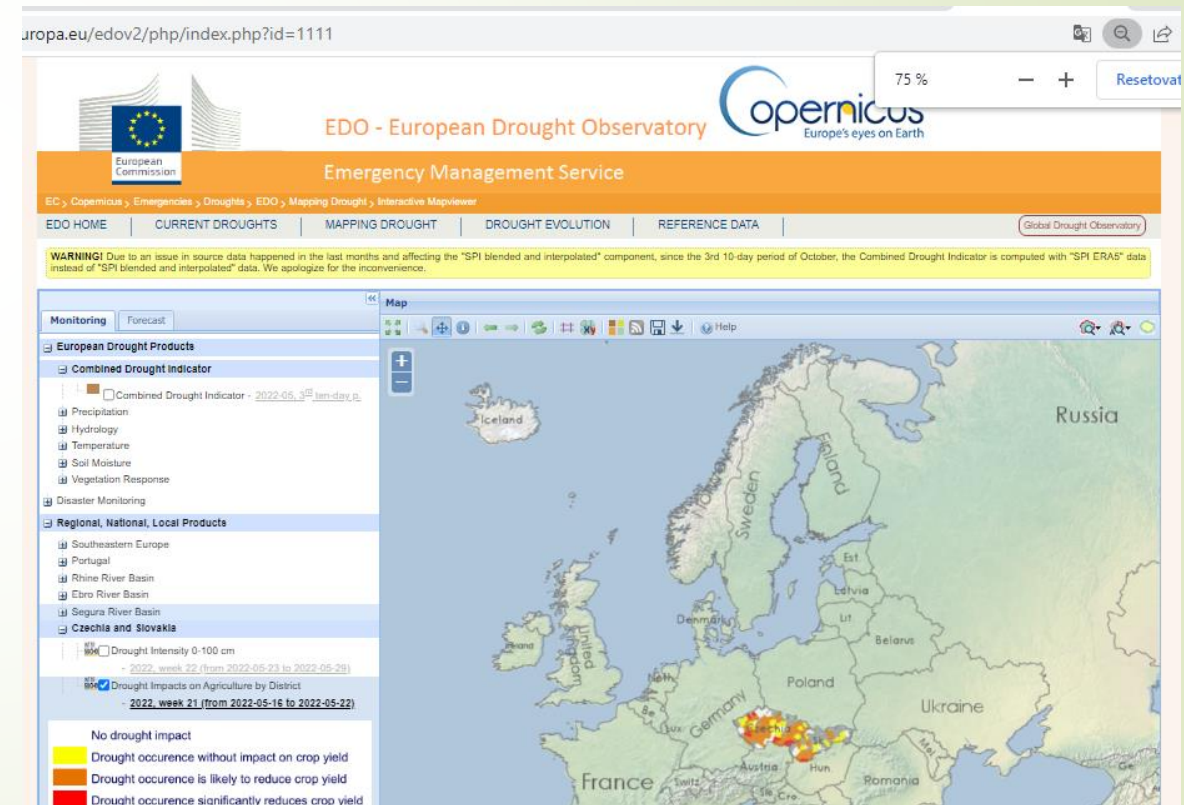 uropa.eu/edov2/php/index.php?id=1111
75 %
Resetovat
European
Commission
EDO - European Drought Observatory
opernicus
Europe's eyes on Earth
Emergency Management Service
EC > Copernicus > Emergencies > Droughts > EDO > Mapping Drought > Interactive Mapviewer
EDO HOME
CURRENT DROUGHTS
MAPPING DROUGHT
DROUGHT EVOLUTION
REFERENCE DATA
Global Drought Observatory
WARNING! Due to an issue in source data happened in the last months and affecting the "SPI blended and interpolated" component, since the 3rd 10-day period of October, the Combined Drought Indicator is computed with "SPI ERA5" data
instead of "SPI blended and interpolated" data. We apologize for the inconvenience.
Monitoring
Forecast
European Drought Products
Combined Drought Indicator
Combined Drought Indicator - 2022-05, 3rd ten-day p.
Precipitation
Hydrology
Temperature
Soil Moisture
Vegetation Response
Disaster Monitoring
Regional, National, Local Products
Southeastern Europe
Portugal
Rhine River Basin
Ebro River Basin
Segura River Basin
Czechia and Slovakia
Drought Intensity 0-100 cm
- 2022, week 22 (from 2022-05-23 to 2022-05-29)
Drought Impacts on Agriculture by District
- 2022, week 21 (from 2022-05-16 to 2022-05-22)
No drought impact
Drought occurence without impact on crop yield
Drought occurence is likely to reduce crop yield
Drought occurence significantly reduces crop yield
Map
Help
Iceland
Russia
Finland
Sweden
Est.
Latvia
Lit
Denmark
Belarus
United
Neth
Poland
Germany
Be
Lux
Ukraine
Czechia
Austria
Hun
Mol
France
Switz
Romania
Cro
Ge